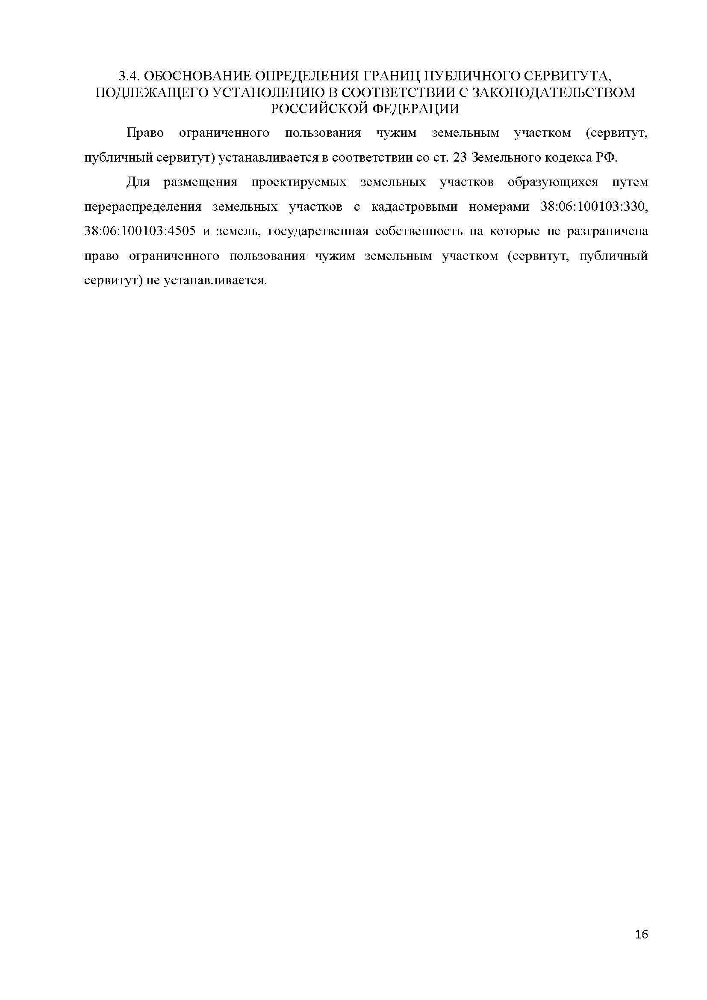 3.4. ОБОСНОВАНИЕ ОПРЕДЕЛЕНИЯ ГРАНИЦ ПУБЛИЧНОГО СЕРВИТУТА,
ПОДЛЕЖАЩЕГО УСТАНОЛЕНИЮ В СООТВЕТСТВИИ С ЗАКОНОДАТЕЛЬСТВОМ
РОССИЙСКОЙ ФЕДЕРАЦИИ
Право ограниченного пользования чужим земельным участком (сервитут,
публичный сервитут) устанавливается в соответствии со ст. 23 Земельного кодекса РФ.
Для размещения проектируемых земельных участков образующихся путем
перераспределения земельных участков с кадастровыми номерами 38:06:100103:330,
38:06:100103:4505 и земель, государственная собственность на которые не разграничена
право ограниченного пользования чужим земельным участком (сервитут, публичный
сервитут) не устанавливается.
16